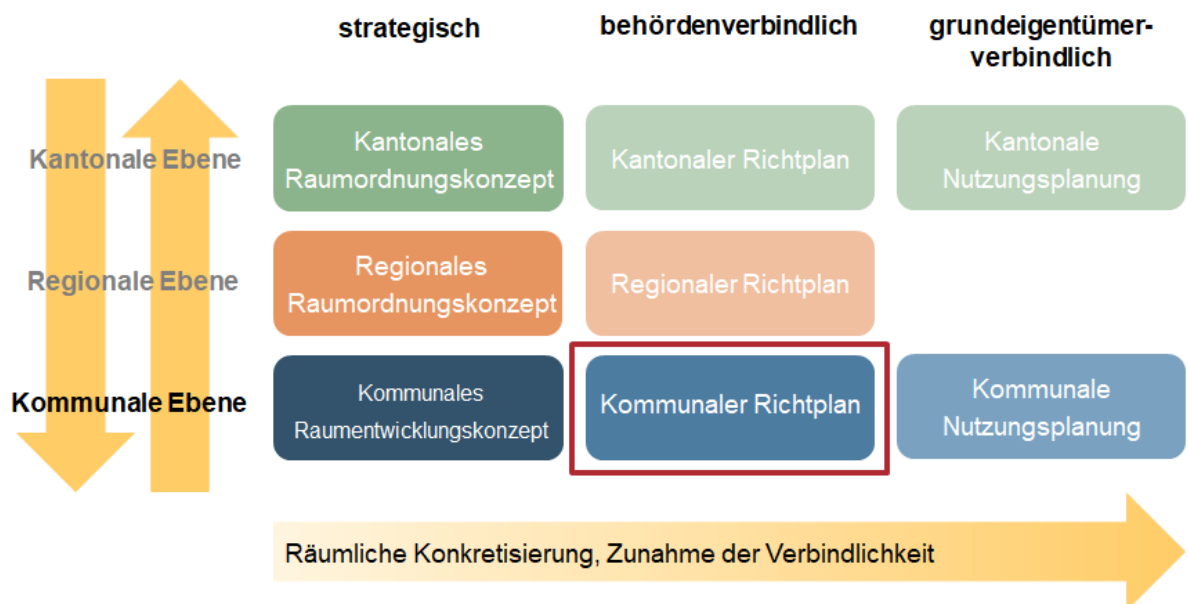 strategisch
behördenverbindlich
grundeigentümer-
verbindlich
Kantonale Ebene
Kantonales
Raumordnungskonzept
Kantonaler Richtplan
Kantonale
Nutzungsplanung
Regionale Ebene
Regionales
Raumordnungskonzept
Regionaler Richtplan
Kommunale Ebene
Kommunales
Raumentwicklungskonzept
Kommunaler Richtplan
Kommunale
Nutzungsplanung
Räumliche Konkretisierung, Zunahme der Verbindlichkeit